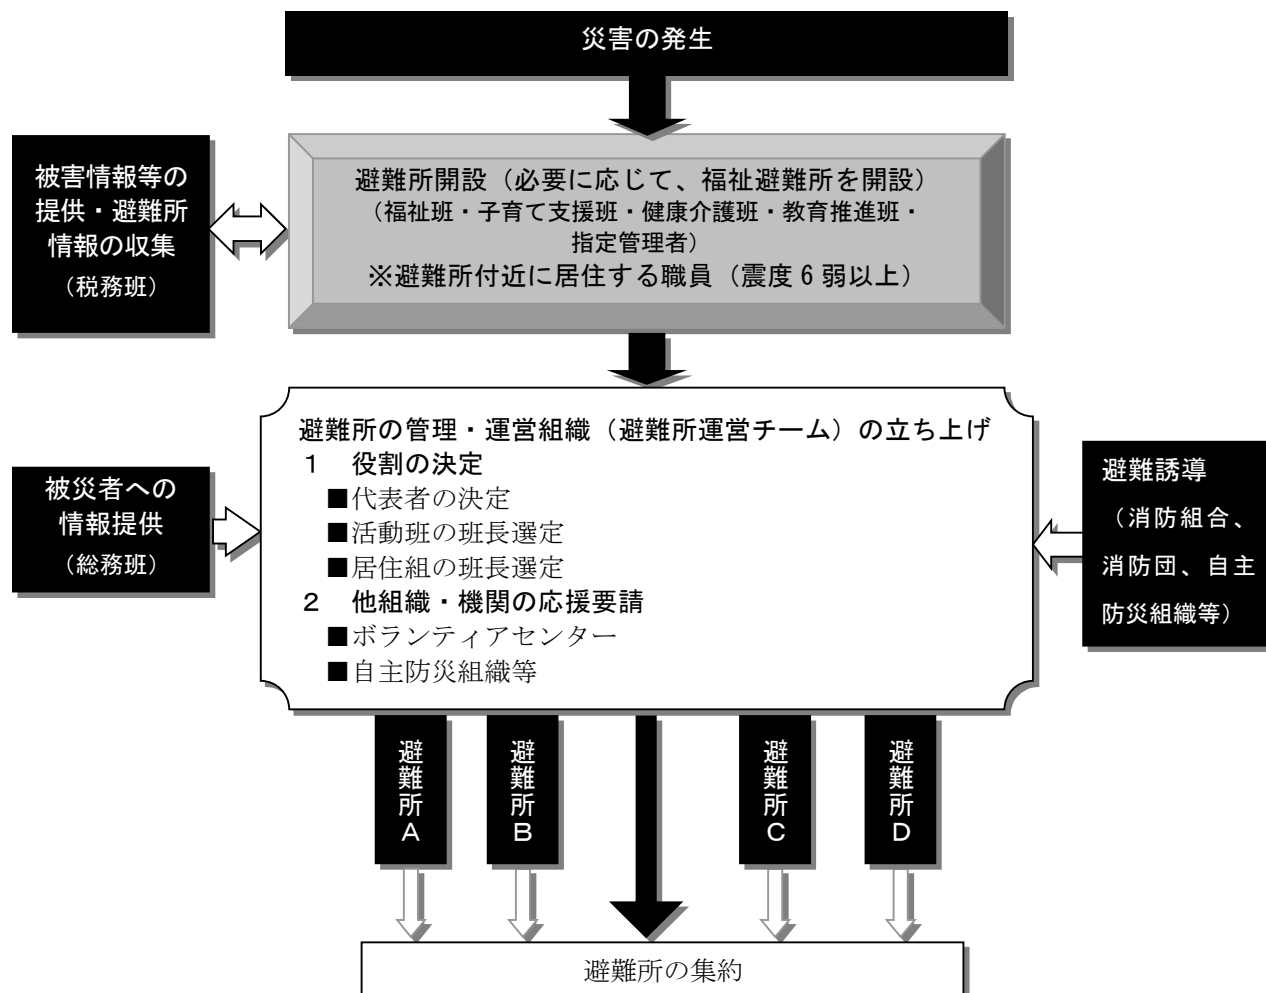 災害の発生
被害情報等の
提供・避難所
情報の収集
（税務班）
避難所開設（必要に応じて、福祉避難所を開設）
（福祉班・子育て支援班・健康介護班・教育推進班・
指定管理者）
※避難所付近に居住する職員（震度 6 弱以上）
避難所の管理・運営組織（避難所運営チーム）の立ち上げ
１　役割の決定
■代表者の決定
■活動班の班長選定
■居住組の班長選定
２　他組織・機関の応援要請
■ボランティアセンター
■自主防災組織等
被災者への
情報提供
（総務班）
避難誘導
（消防組合、
消防団、自主
防災組織等）
避難所Ａ
避難所Ｂ
避難所Ｃ
避難所Ｄ
避難所の集約